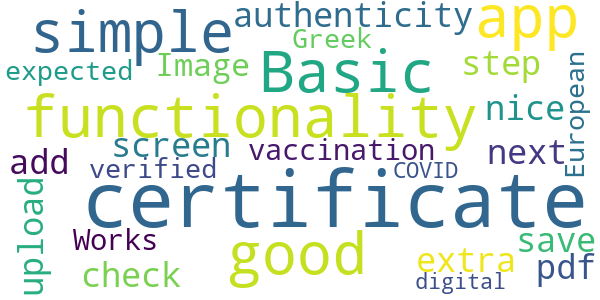 simple authenticity app
Greek
expected Image Basic step European
functionality nice
screen
add verified vaccination COVID next
certificate
upload Works good save
check extra pdf
digital